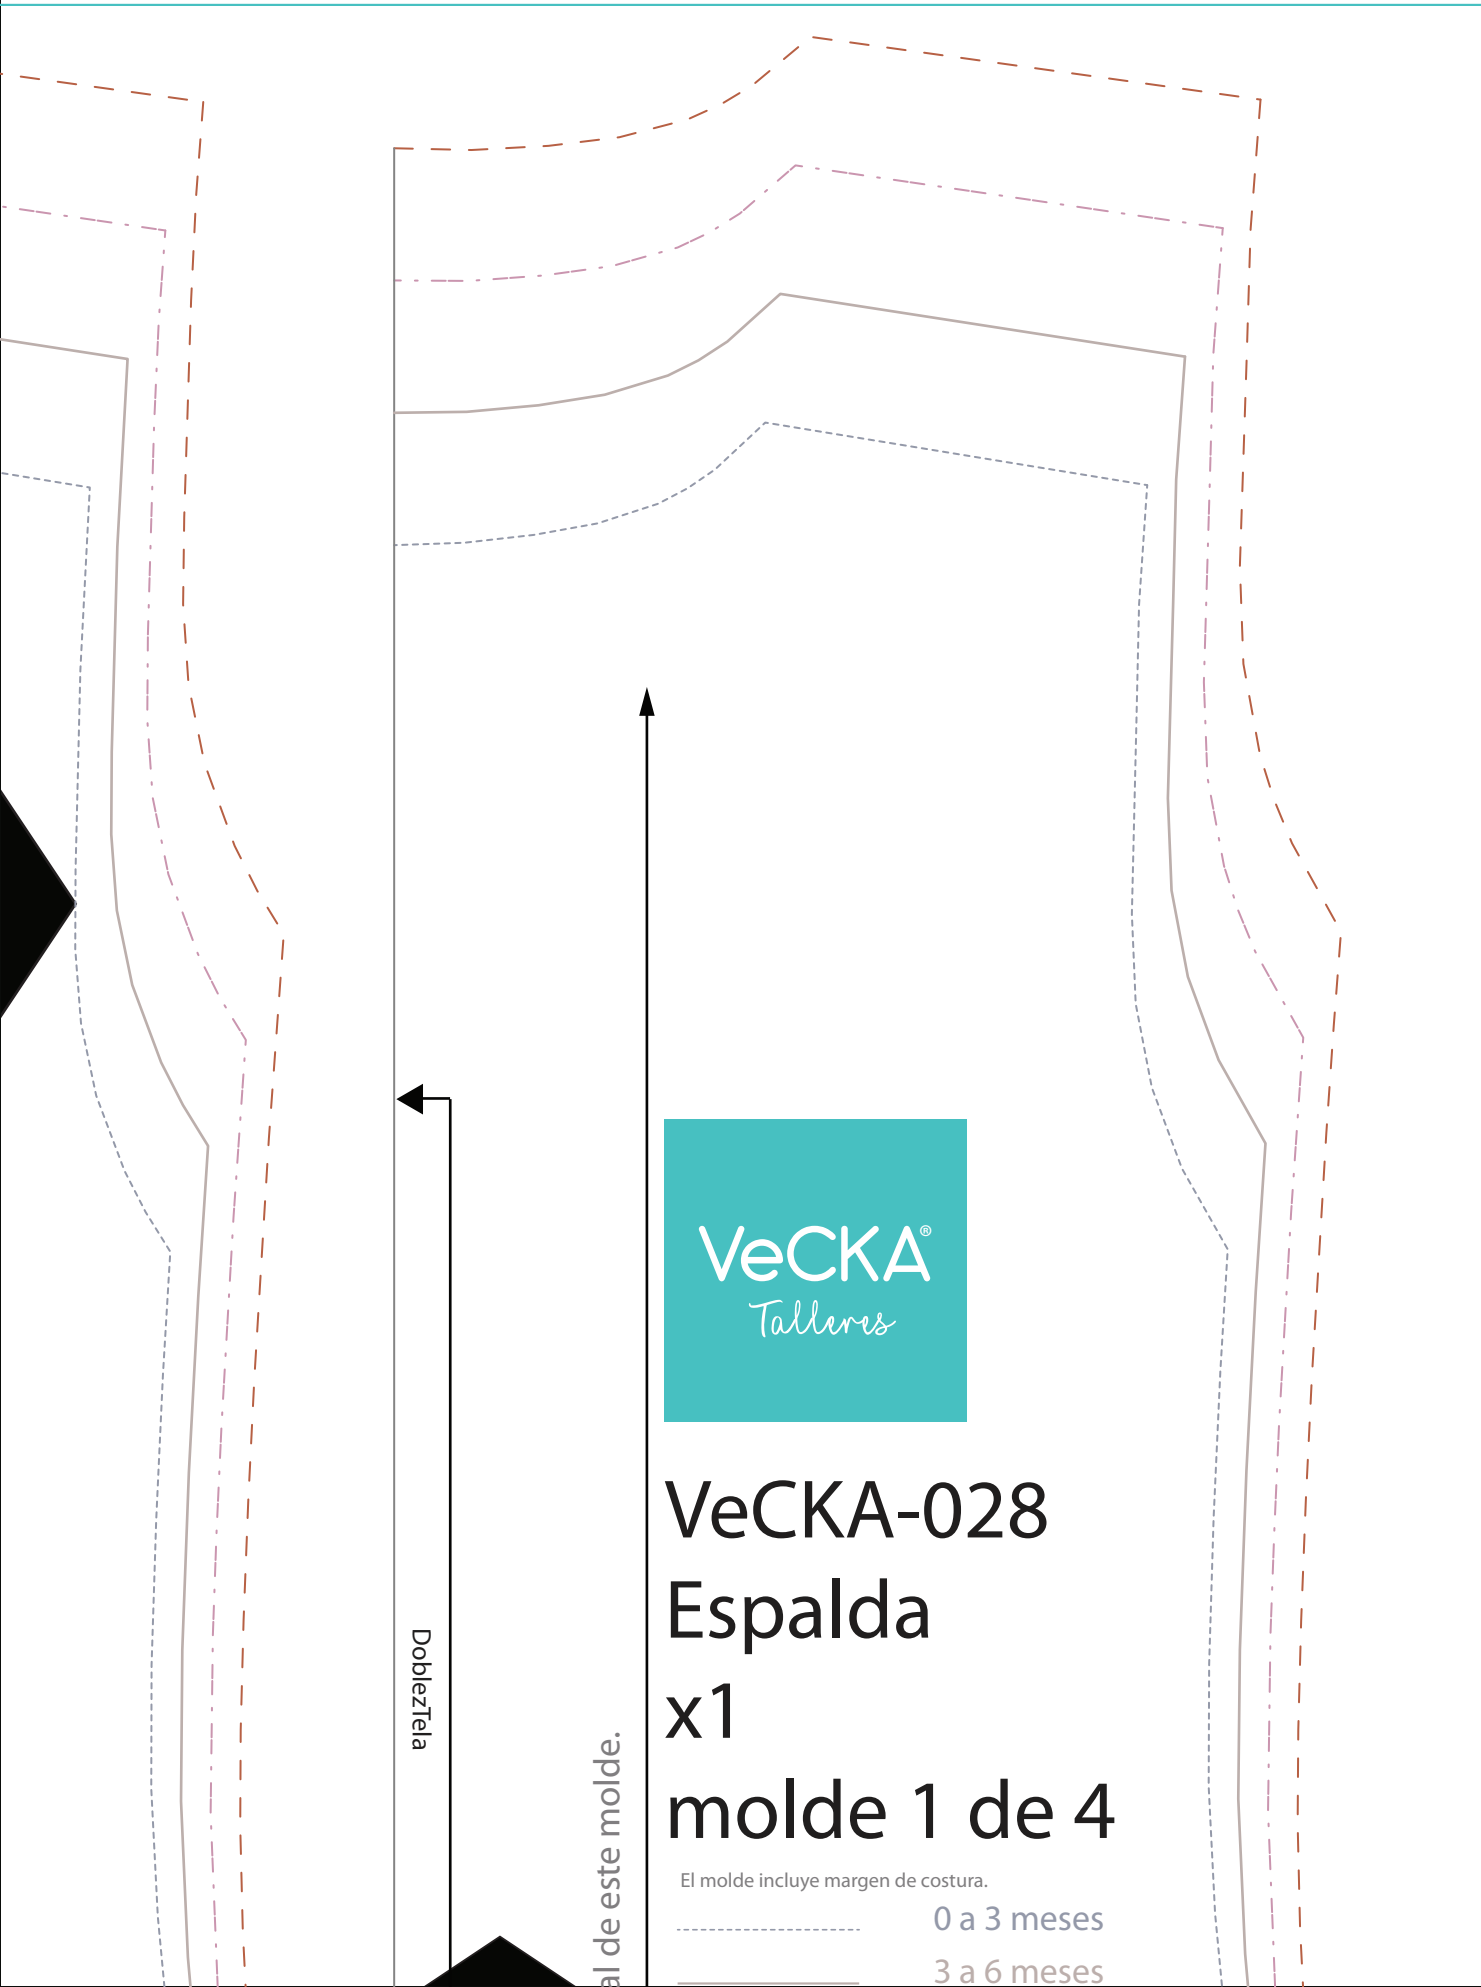 VeCKA®
Talleres
VeCKA-028
Espalda
x1
molde 1 de 4
El molde incluye margen de costura.
0 a 3 meses
3 a 6 meses
DoblezTela
al de este molde.